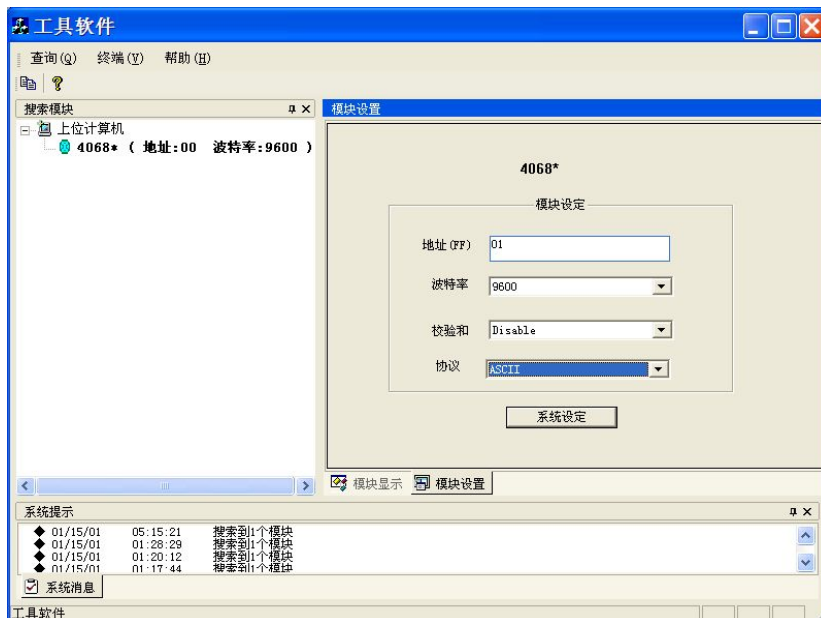 工具软件
查询(Q) 终端(V) 帮助(H)
搜索模块
上位计算机
4068* ( 地址:00 波特率:9600 )
模块设置
4068*
模块设定
地址(FF) 01
波特率 9600
校验和 Disable
协议 ASCII
系统设定
模块显示 模块设置
系统提示
01/15/01 05:15:21 搜索到1个模块
01/15/01 01:28:29 搜索到1个模块
01/15/01 01:20:12 搜索到1个模块
01/15/01 01:17:44 搜索到1个模块
系统消息
工具软件